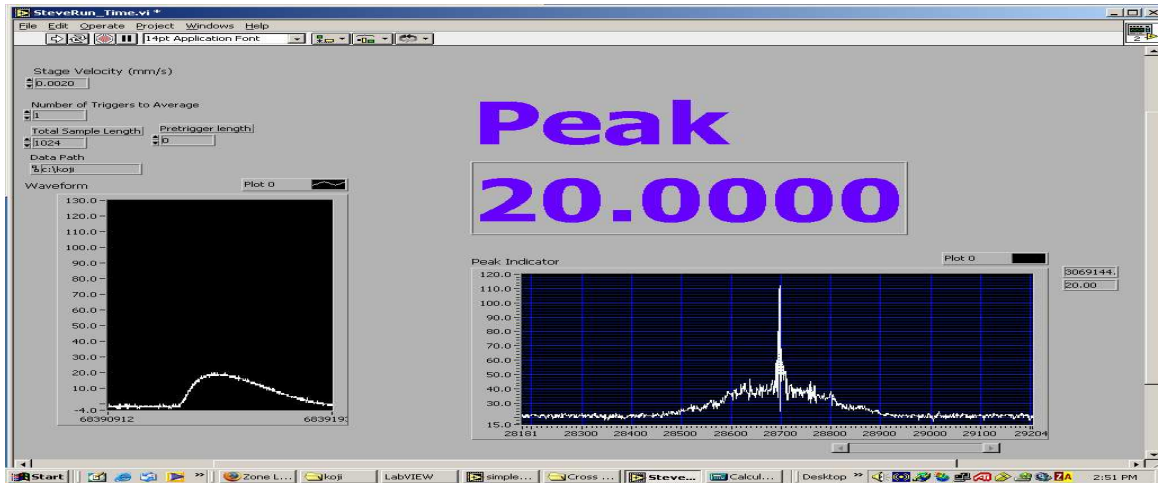 SteveRun_Time.vi *
File Edit Operate Project Windows Help
14pt Application Font
2
Stage Velocity (mm/s)
0.0020
Number of Triggers to Average
1
Total Sample Length Pretrigger length
1024 0
Data Path
c:\koji
Waveform Plot 0
130.0
120.0
110.0
100.0
90.0
80.0
70.0
60.0
50.0
40.0
30.0
20.0
10.0
-4.0
68390912 6839193
Peak
20.0000
Peak Indicator Plot 0
3069144.
20.00
120.0
110.0
100.0
90.0
80.0
70.0
60.0
50.0
40.0
30.0
15.0
28181 28300 28400 28500 28600 28700 28800 28900 29000 29100 29204
Start Zone L... koji LabVIEW simple... Cross ... Steve... Calcul... Desktop 2:51 PM